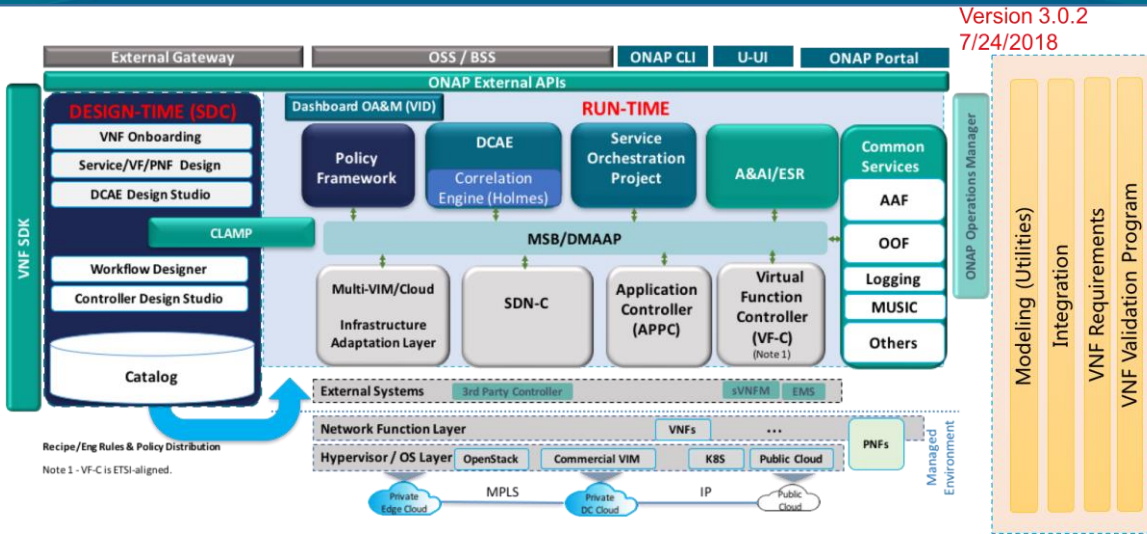 Version 3.0.2
7/24/2018
External Gateway
OSS / BSS
ONAP CLI
U-UI
ONAP Portal
ONAP External APIs
VNF SDK
DESIGN-TIME (SDC)
VNF Onboarding
Service/VF/PNF Design
DCAE Design Studio
CLAMP
Workflow Designer
Controller Design Studio
Catalog
Dashboard OA&M (VID)
RUN-TIME
Policy
Framework
DCAE
Correlation
Engine (Holmes)
Service
Orchestration
Project
A&AI/ESR
MSB/DMAAP
Multi-VIM/Cloud
Infrastructure
Adaptation Layer
SDN-C
Application
Controller
(APPC)
Virtual
Function
Controller
(VF-C)
(Note 1)
Common
Services
AAF
OOF
Logging
MUSIC
Others
ONAP Operations Manager
Modeling (Utilities)
Integration
VNF Requirements
VNF Validation Program
External Systems
3rd Party Controller
sVNFM
EMS
Network Function Layer
VNFs
...
PNFs
Hypervisor / OS Layer
OpenStack
Commercial VIM
K8S
Public Cloud
Managed
Environment
Recipe/Eng Rules & Policy Distribution
Note 1 - VF-C is ETSI-aligned.
Private
Edge Cloud
MPLS
Private
DC Cloud
IP
Public
Cloud